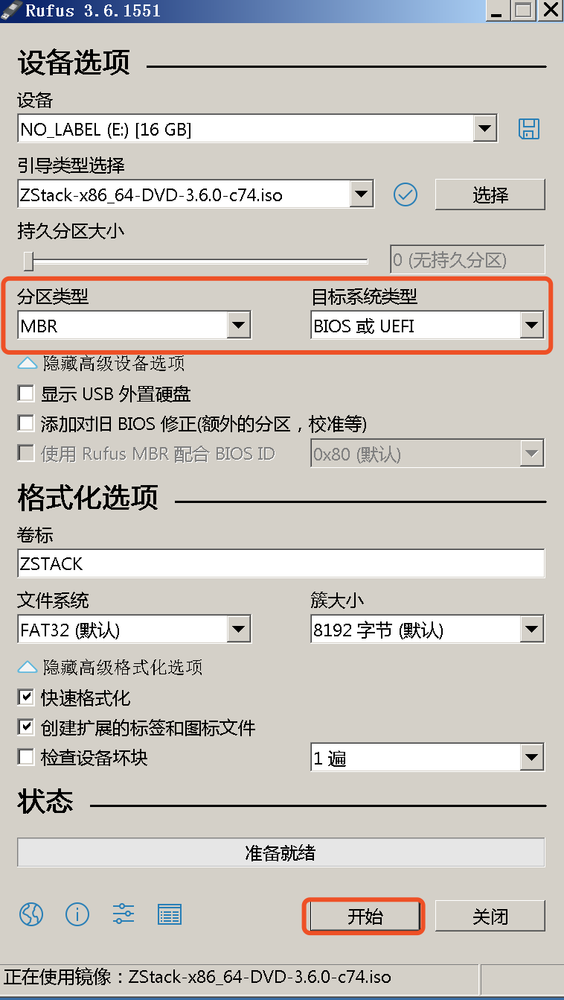 Rufus 3.6.1551
设备选项
设备
NO_LABEL (E:) [16 GB]
引导类型选择
ZStack-x86_64-DVD-3.6.0-c74.iso
选择
持久分区大小
0 (无持久分区)
分区类型
目标系统类型
MBR
BIOS 或 UEFI
隐藏高级设备选项
显示 USB 外置硬盘
添加对旧 BIOS 修正(额外的分区，校准等)
使用 Rufus MBR 配合 BIOS ID
0x80 (默认)
格式化选项
卷标
ZSTACK
文件系统
簇大小
FAT32 (默认)
8192 字节 (默认)
隐藏高级格式化选项
快速格式化
创建扩展的标签和图标文件
检查设备坏块
1 遍
状态
准备就绪
开始
关闭
正在使用镜像：ZStack-x86_64-DVD-3.6.0-c74.iso